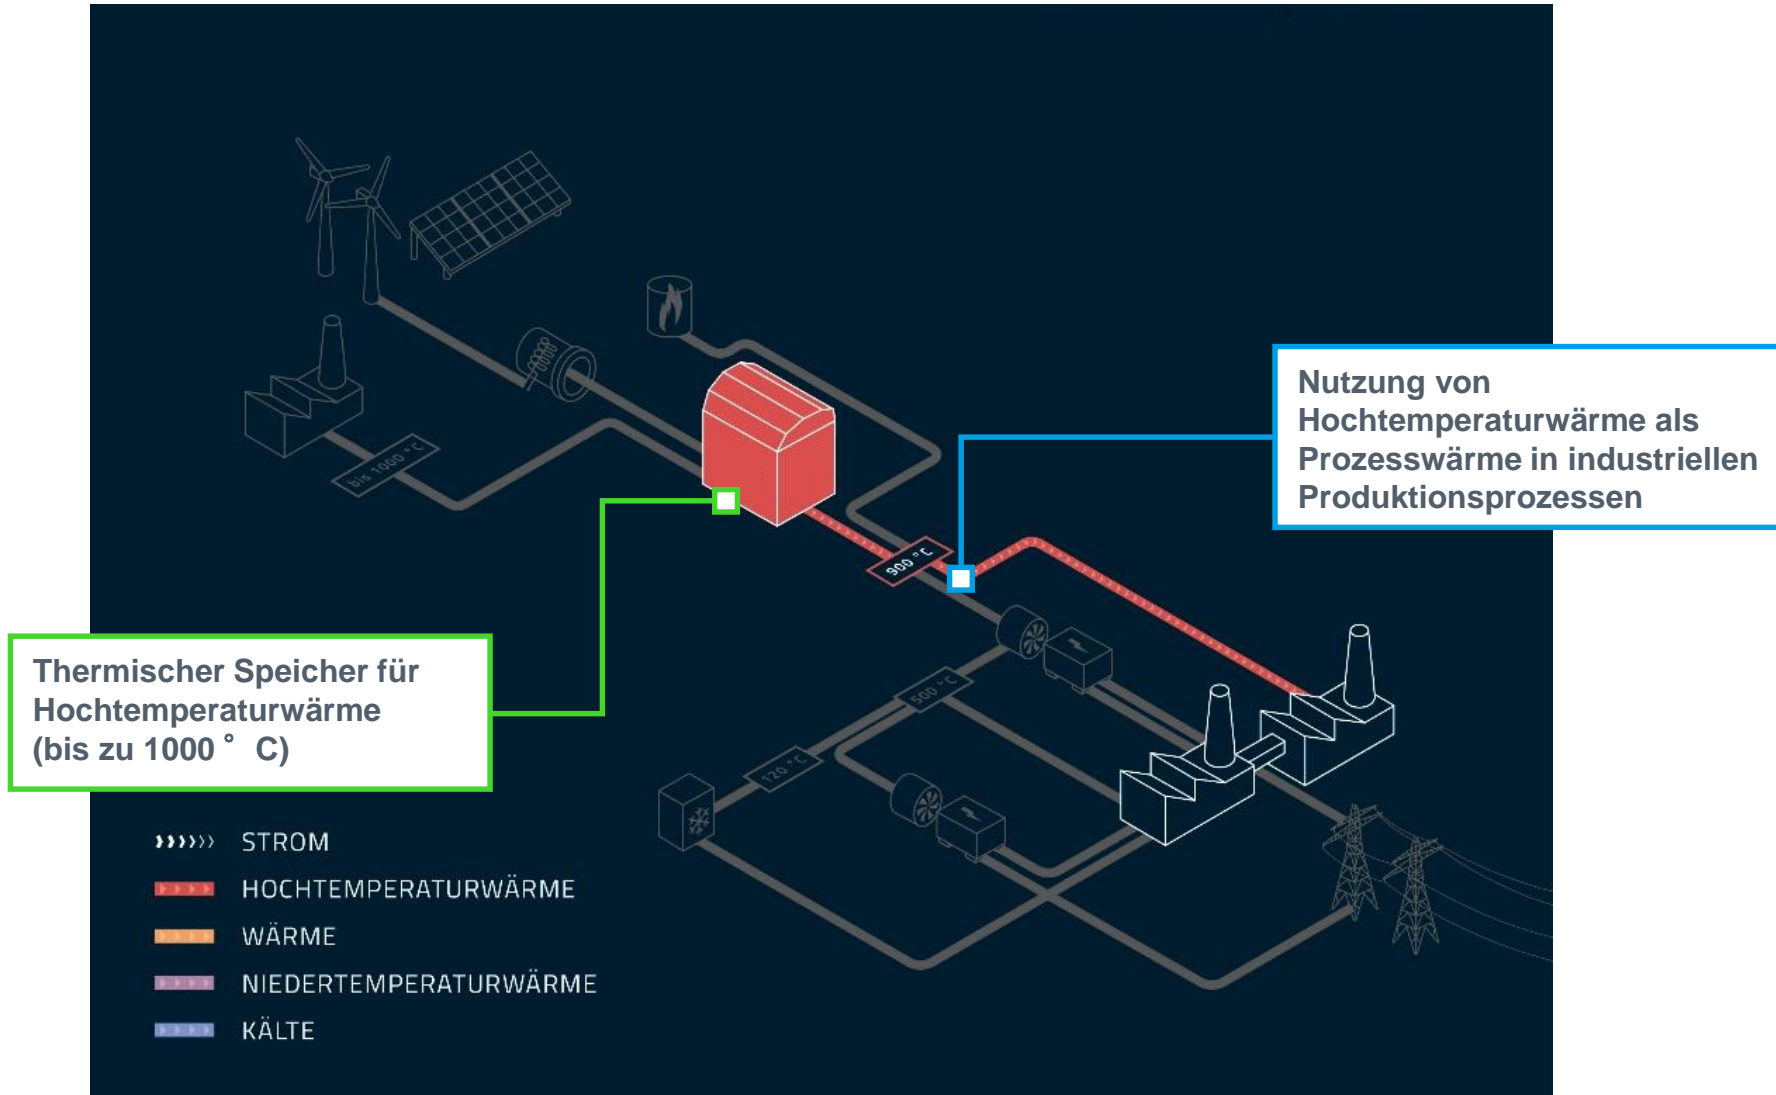 bis 1000 °C
Nutzung von
Hochtemperaturwärme als
Prozesswärme in industriellen
Produktionsprozessen
900 °C
Thermischer Speicher für
Hochtemperaturwärme
(bis zu 1000 ° C)
500 °C
120 °C
STROM
HOCHTEMPERATURWÄRME
WÄRME
NIEDERTEMPERATURWÄRME
KÄLTE